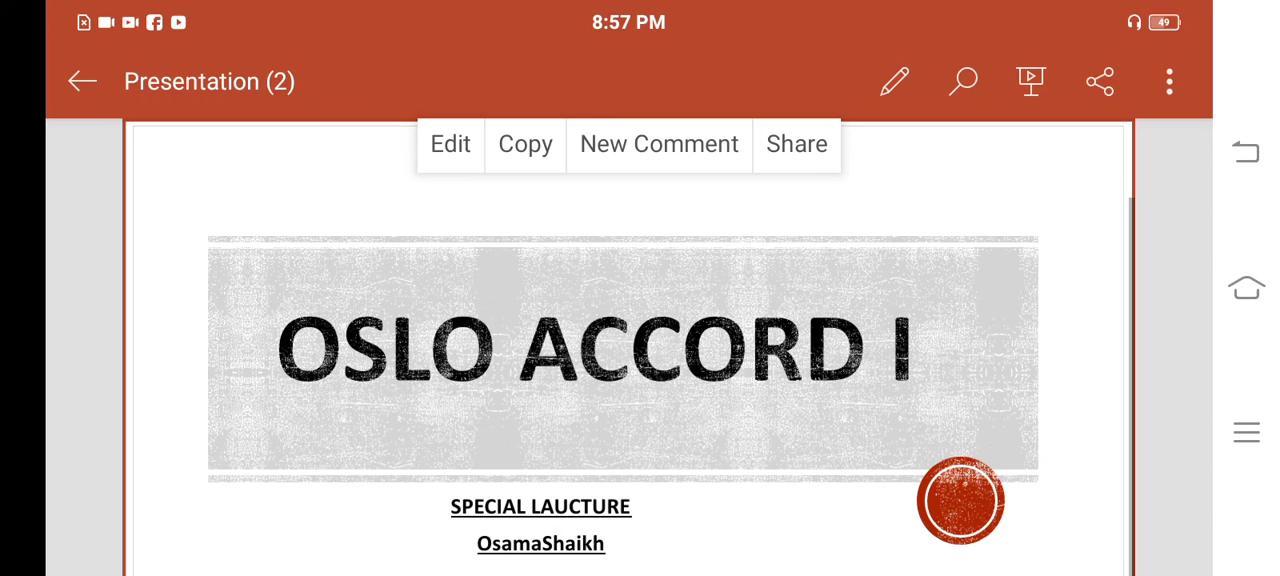 8:57 PM
49
Presentation (2)
Edit Copy New Comment Share
OSLO ACCORD I
SPECIAL LAUCTURE
OsamaShaikh